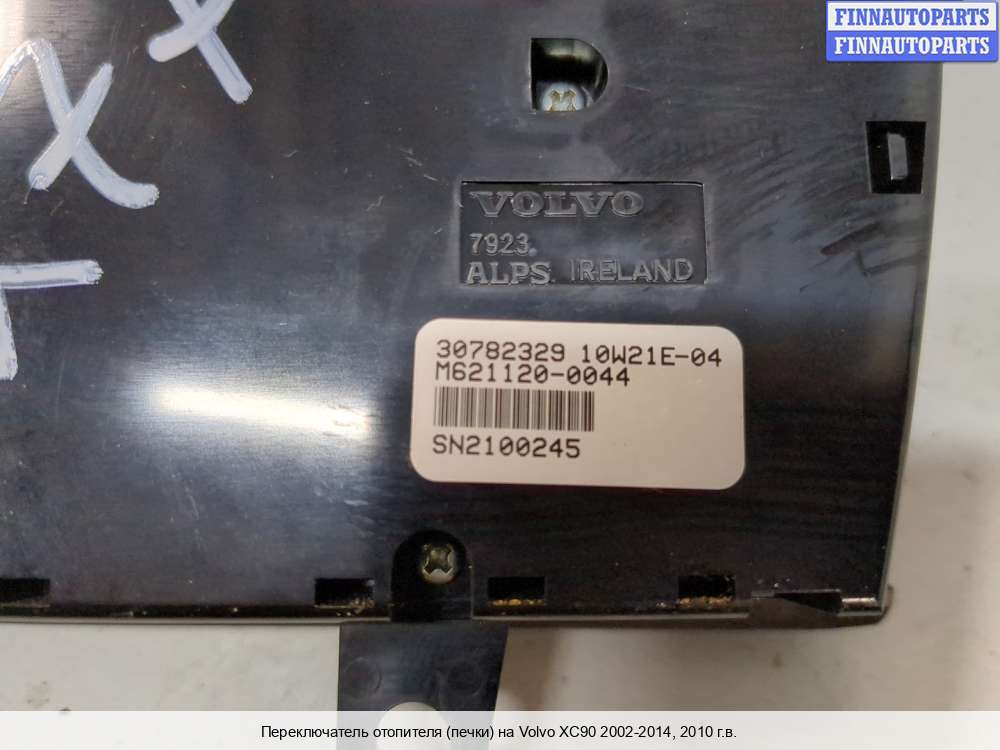 FINNAUTOPARTS
FINNAUTOPARTS
VOLVO
7923.
ALPS. IRELAND
30782329 10W21E-04
M621120-0044
SN2100245
Переключатель отопителя (печки) на Volvo XC90 2002-2014, 2010 г.в.